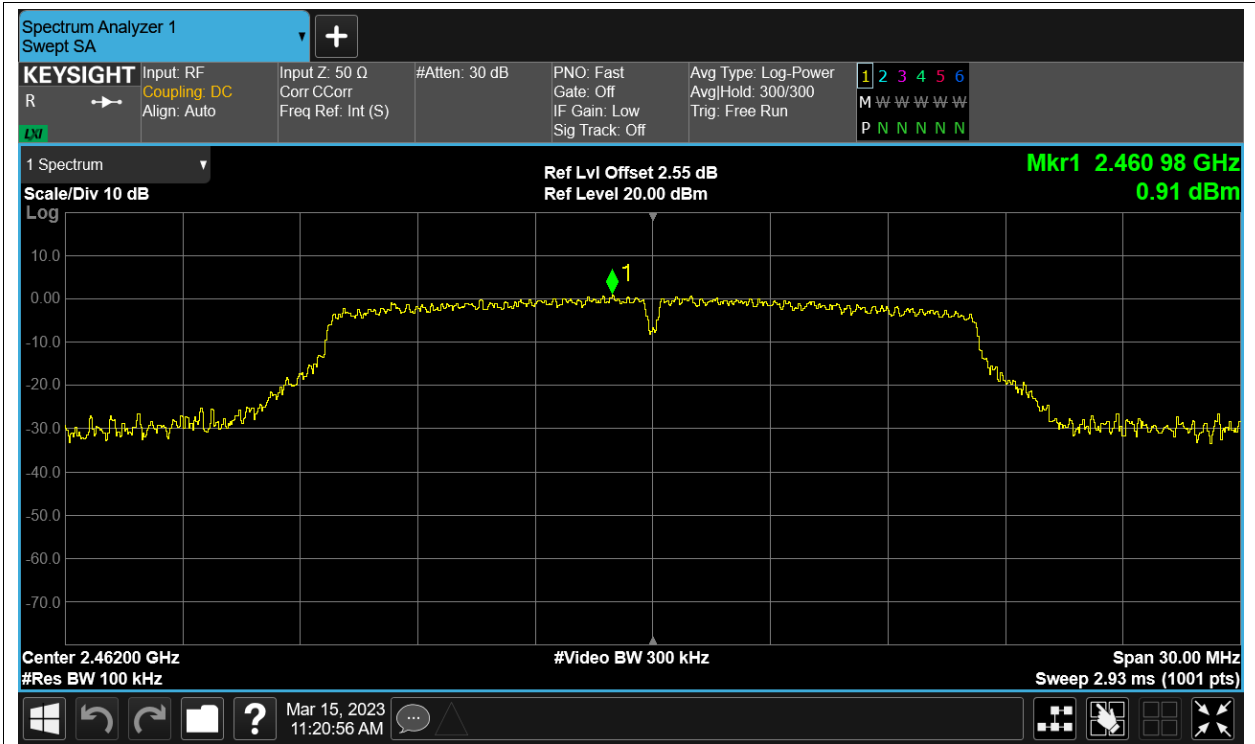 Spectrum Analyzer 1
Swept SA
KEYSIGHT
R
LXI
Input: RF
Coupling: DC
Align: Auto
Input Z: 50 Ω
Corr CCorr
Freq Ref: Int (S)
#Atten: 30 dB
PNO: Fast
Gate: Off
IF Gain: Low
Sig Track: Off
Avg Type: Log-Power
Avg|Hold: 300/300
Trig: Free Run
1 2 3 4 5 6
M W W W W W
P N N N N N
1 Spectrum
Scale/Div 10 dB
Log
Ref Lvl Offset 2.55 dB
Ref Level 20.00 dBm
Mkr1 2.460 98 GHz
0.91 dBm
10.0
0.00
-10.0
-20.0
-30.0
-40.0
-50.0
-60.0
-70.0
1
Center 2.46200 GHz
#Res BW 100 kHz
#Video BW 300 kHz
Span 30.00 MHz
Sweep 2.93 ms (1001 pts)
?
Mar 15, 2023
11:20:56 AM